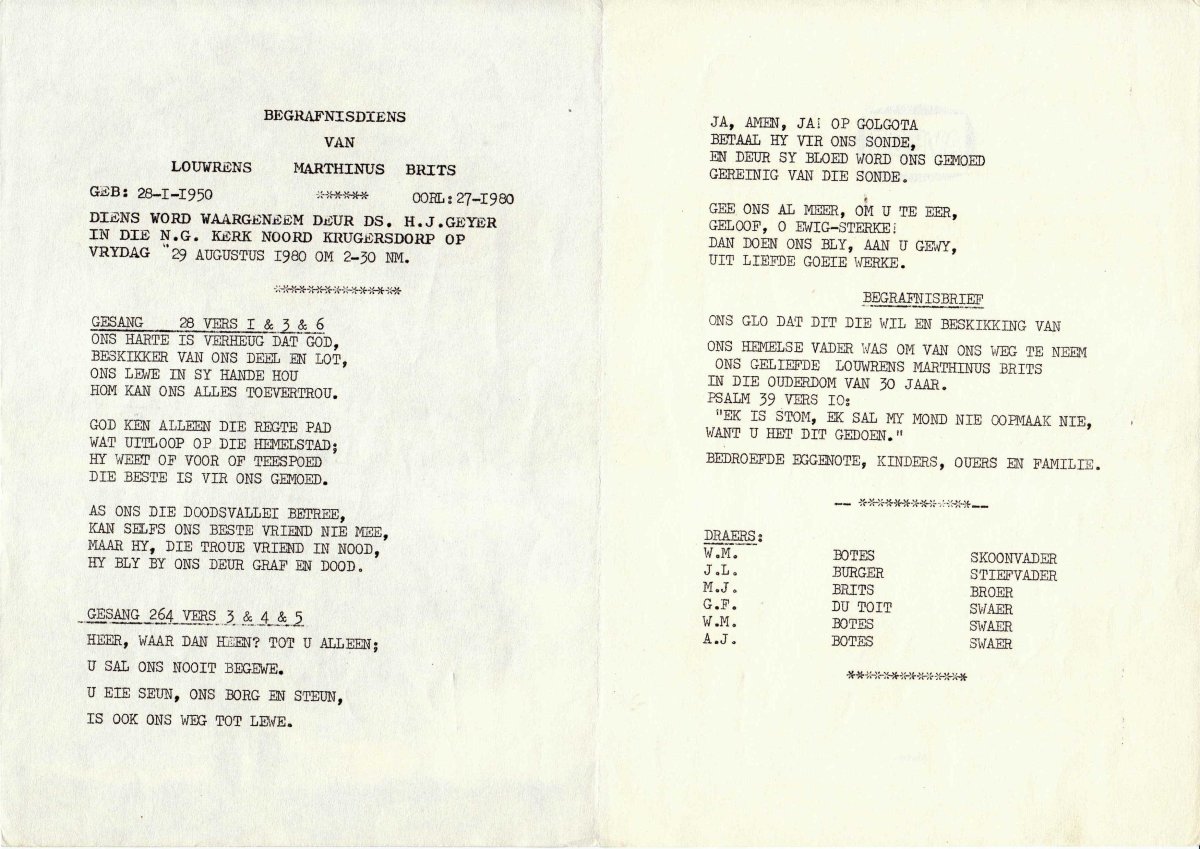 BEGRAFNISDIENS
VAN
LOUWRENS MARTHINUS BRITS
GEB: 28-I-I950 ****** OORL: 27-I980
DIENS WORD WAARGENEEM DEUR DS. H.J.GEYER
IN DIE N.G. KERK NOORD KRUGERSDORP OP
VRYDAG "29 AUGUSTUS I980 OM 2-30 NM.
**************
GESANG 28 VERS I & 3 & 6
ONS HARTE IS VERHEUG DAT GOD,
BESKIKKER VAN ONS DEEL EN LOT,
ONS LEWE IN SY HANDE HOU
HOM KAN ONS ALLES TOEVERTROU.
GOD KEN ALLEEN DIE REGTE PAD
WAT UITLOOP OP DIE HEMELSTAD;
HY WEET OF VOOR OF TEESPOED
DIE BESTE IS VIR ONS GEMOED.
AS ONS DIE DOODSVALLEI BETREE,
KAN SELFS ONS BESTE VRIEND NIE MEE,
MAAR HY, DIE TROUE VRIEND IN NOOD,
HY BLY BY ONS DEUR GRAF EN DOOD.
GESANG 264 VERS 3 & 4 & 5
HEER, WAAR DAN HEEN? TOT U ALLEEN;
U SAL ONS NOOIT BEGEWE.
U EIE SEUN, ONS BORG EN STEUN,
IS OOK ONS WEG TOT LEWE.
JA, AMEN, JA! OP GOLGOTA
BETAAL HY VIR ONS SONDE,
EN DEUR SY BLOED WORD ONS GEMOED
GEREINIG VAN DIE SONDE.
GEE ONS AL MEER, OM U TE EER,
GELOOF, O EWIG-STERKE!
DAN DOEN ONS BLY, AAN U GEWY,
UIT LIEFDE GOEIE WERKE.
BEGRAFNISBRIEF
ONS GLO DAT DIT DIE WIL EN BESKIKKING VAN
ONS HEMELSE VADER WAS OM VAN ONS WEG TE NEEM
ONS GELIEFDE LOUWRENS MARTHINUS BRITS
IN DIE OUDERDOM VAN 30 JAAR.
PSALM 39 VERS IO:
"EK IS STOM, EK SAL MY MOND NIE OOPMAAK NIE,
WANT U HET DIT GEDOEN."
BEDROEFDE EGGENOTE, KINDERS, OUERS EN FAMILIE.
-- *************--
DRAERS:
W.M. BOTES SKOONVADER
J.L. BURGER STIEFVADER
M.J. BRITS BROER
G.F. DU TOIT SWAER
W.M. BOTES SWAER
A.J. BOTES SWAER
*************